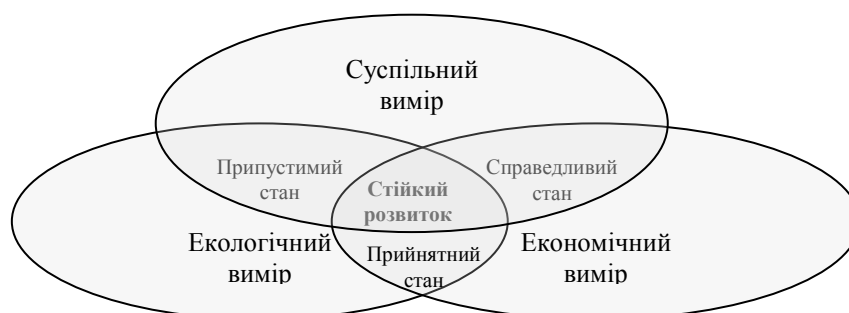 Суспільний
вимір
Припустимий
стан
Стійкий
розвиток
Справедливий
стан
Екологічний
вимір
Прийнятний
стан
Економічний
вимір